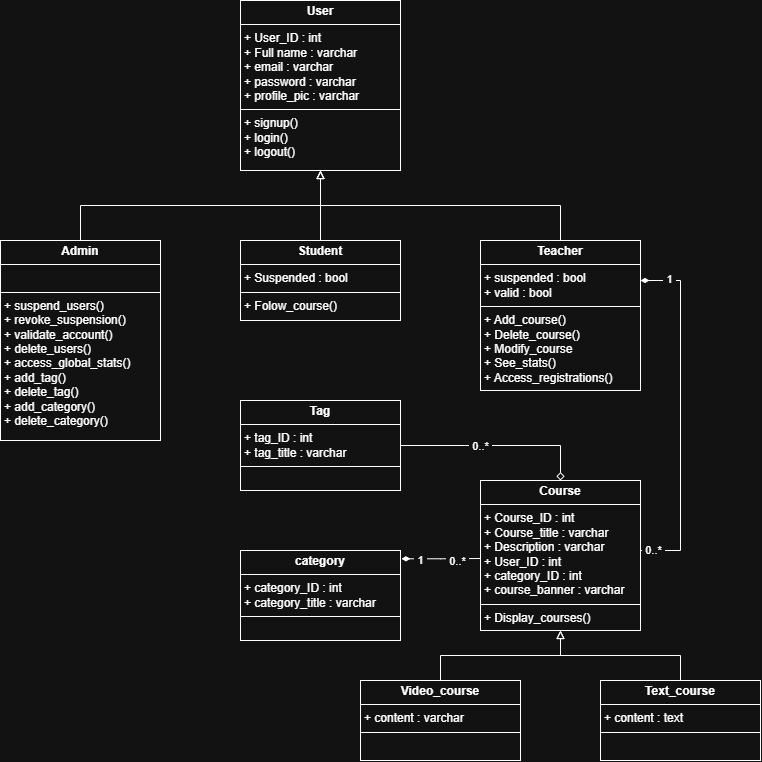 User
+ User_ID : int
+ Full name : varchar
+ email : varchar
+ password : varchar
+ profile_pic : varchar
+ signup()
+ login()
+ logout()
Admin
+ suspend_users()
+ revoke_suspension()
+ validate_account()
+ delete_users()
+ access_global_stats()
+ add_tag()
+ delete_tag()
+ add_category()
+ delete_category()
Student
+ Suspended : bool
+ Folow_course()
Teacher
+ suspended : bool
+ valid : bool
+ Add_course()
+ Delete_course()
+ Modify_course
+ See_stats()
+ Access_registrations()
1
Tag
+ tag_ID : int
+ tag_title : varchar
0..*
Course
+ Course_ID : int
+ Course_title : varchar
+ Description : varchar
+ User_ID : int
+ category_ID : int
+ course_banner : varchar
+ Display_courses()
0..*
category
+ category_ID : int
+ category_title : varchar
1
0..*
Video_course
+ content : varchar
Text_course
+ content : text